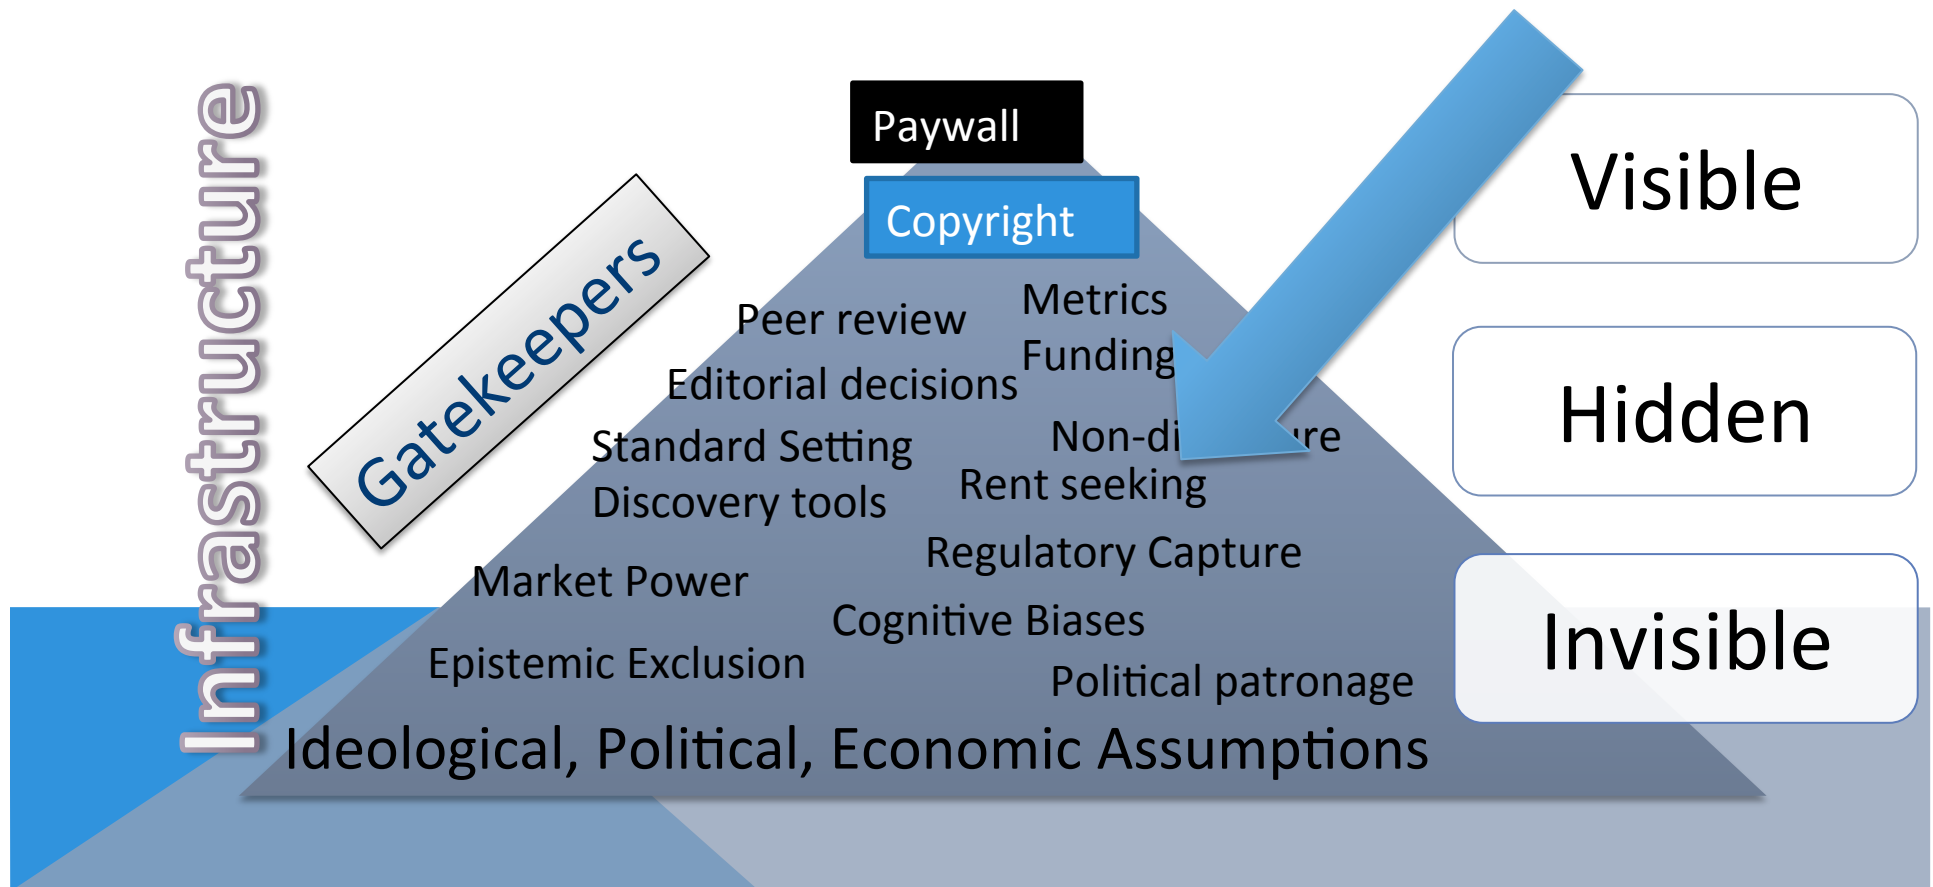 Infrastructure
Gatekeepers
Paywall
Copyright
Peer review
Metrics
Funding
Editorial decisions
Standard Setting
Discovery tools
Rent seeking
Regulatory Capture
Market Power
Cognitive Biases
Epistemic Exclusion
Political patronage
Ideological, Political, Economic Assumptions
Visible
Hidden
Invisible